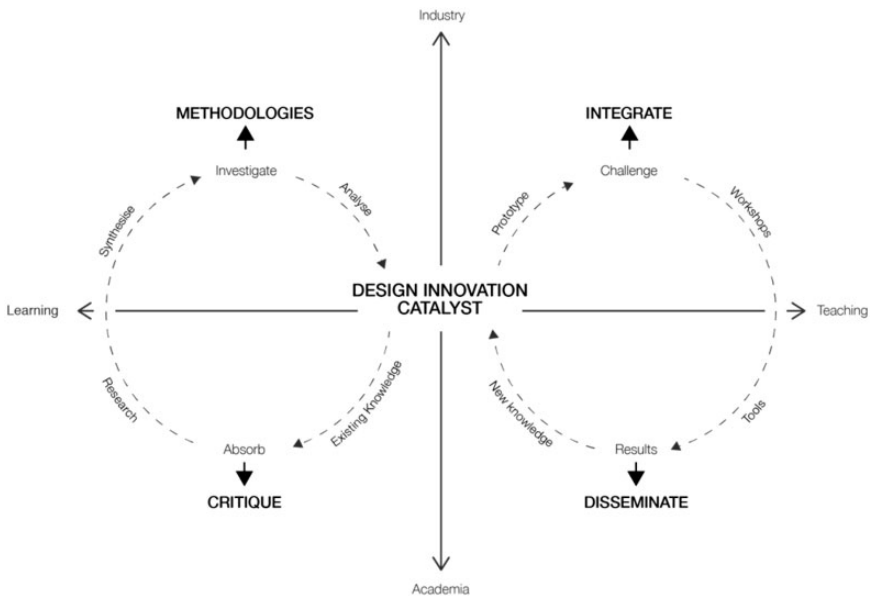 Industry
METHODOLOGIES
INTEGRATE
Investigate
Challenge
Synthesise
Analyse
Prototype
Workshops
DESIGN INNOVATION
CATALYST
Learning
Teaching
Research
Existing Knowledge
New knowledge
Tools
Absorb
Results
CRITIQUE
DISSEMINATE
Academia